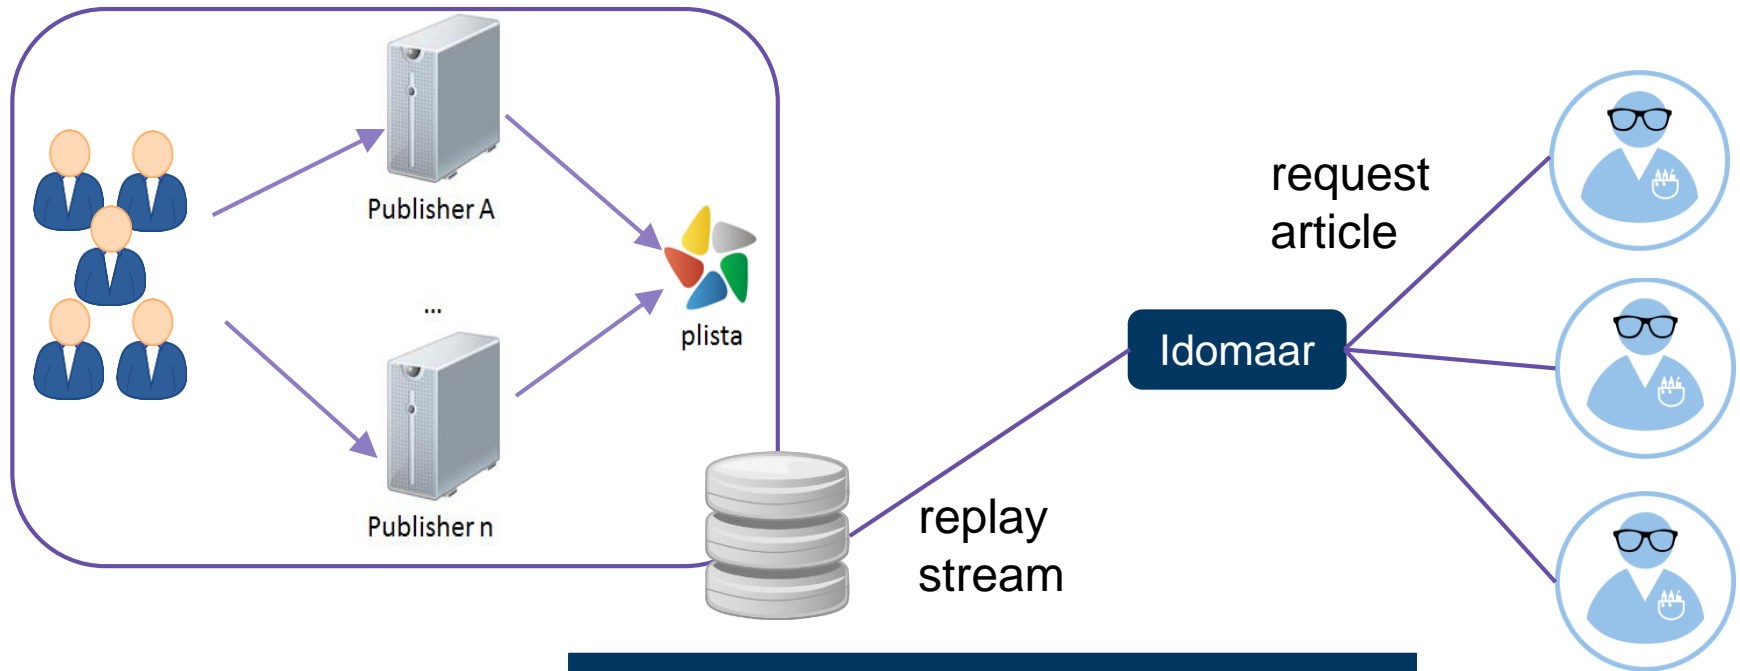 Publisher A
...
Publisher n
plista
replay
stream
Idomaar
request
article